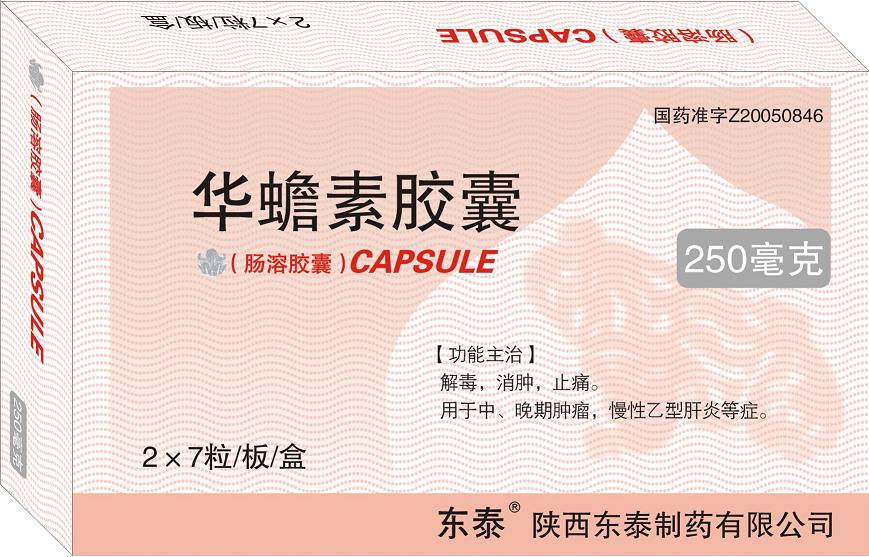 2×7粒/板/盒
(肠溶胶囊)CAPSULE
(肠溶胶囊)CAPSULE
250毫克
国药准字Z20050846
华蟾素胶囊
(肠溶胶囊)CAPSULE
250毫克
【功能主治】
解毒，消肿，止痛。
用于中、晚期肿瘤，慢性乙型肝炎等症。
2×7粒/板/盒
东泰® 陕西东泰制药有限公司